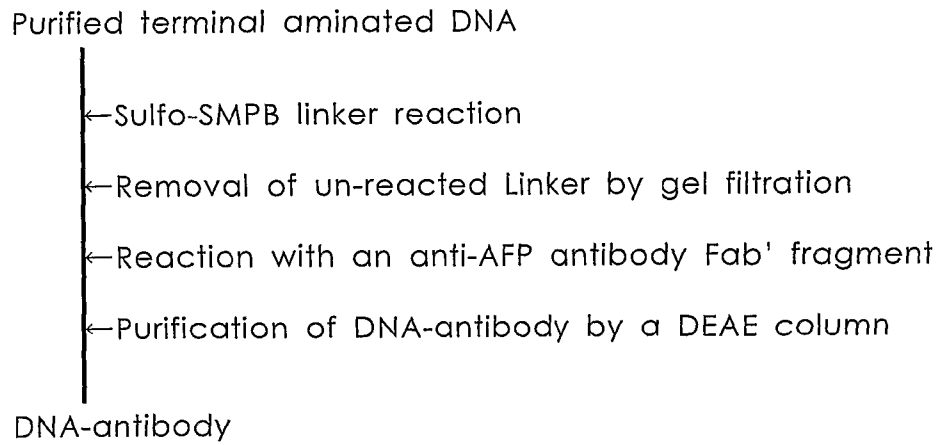 Purified terminal aminated DNA
←Sulfo-SMPB linker reaction
←Removal of un-reacted Linker by gel filtration
←Reaction with an anti-AFP antibody Fab' fragment
←Purification of DNA-antibody by a DEAE column
DNA-antibody